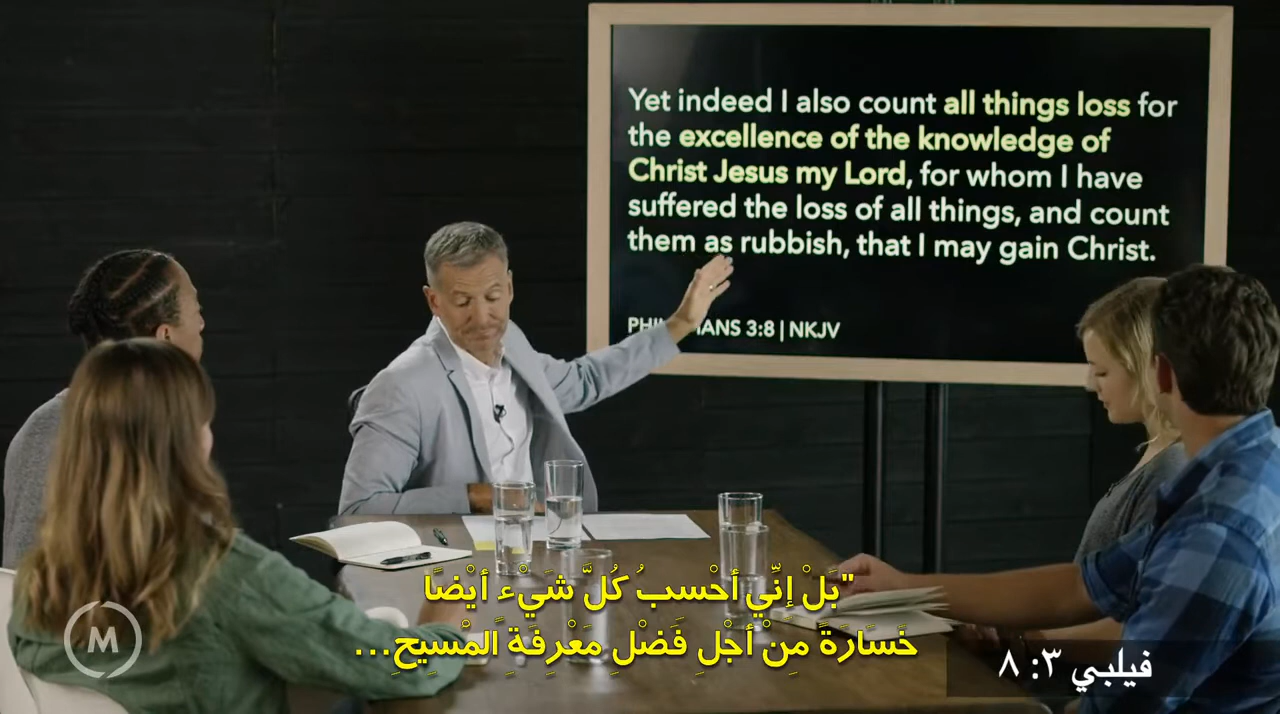 Yet indeed I also count all things loss for
the excellence of the knowledge of
Christ Jesus my Lord, for whom I have
suffered the loss of all things, and count
them as rubbish, that I may gain Christ.
3:8 | NKJV
"بَلْ إِنِّي أَحْسبُ كُلَّ شَيْءٍ أَيْضًا
خَسَارَةً مِنْ أَجْلِ فَضْلِ مَعْرِفَةِ الْمَسِيحِ...
فيلبي ٣: ٨
M